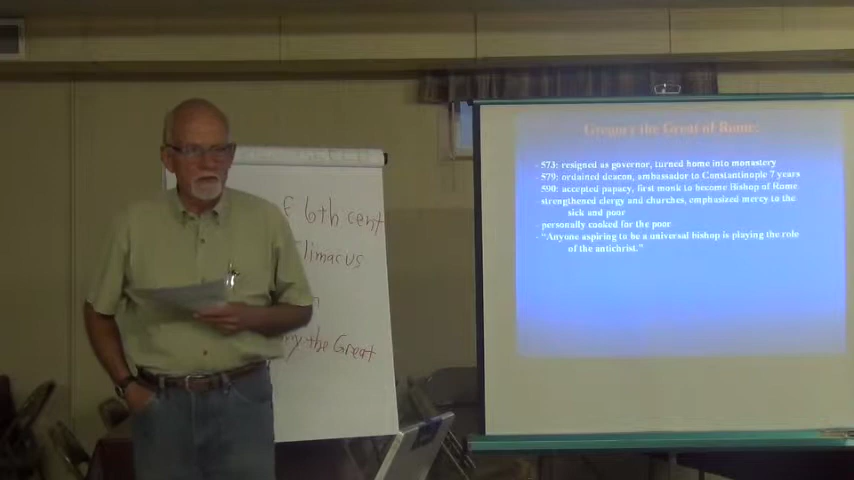 6th cent
limacus
the Great
Gregory the Great of Rome:
- 573: resigned as governor, turned home into monastery
- 579: ordained deacon, ambassador to Constantinople 7 years
590: accepted papacy, first monk to become Bishop of Rome
- strengthened clergy and churches, emphasized mercy to the
sick and poor
- personally cooked for the poor
- "Anyone aspiring to be a universal bishop is playing the role
of the antichrist."